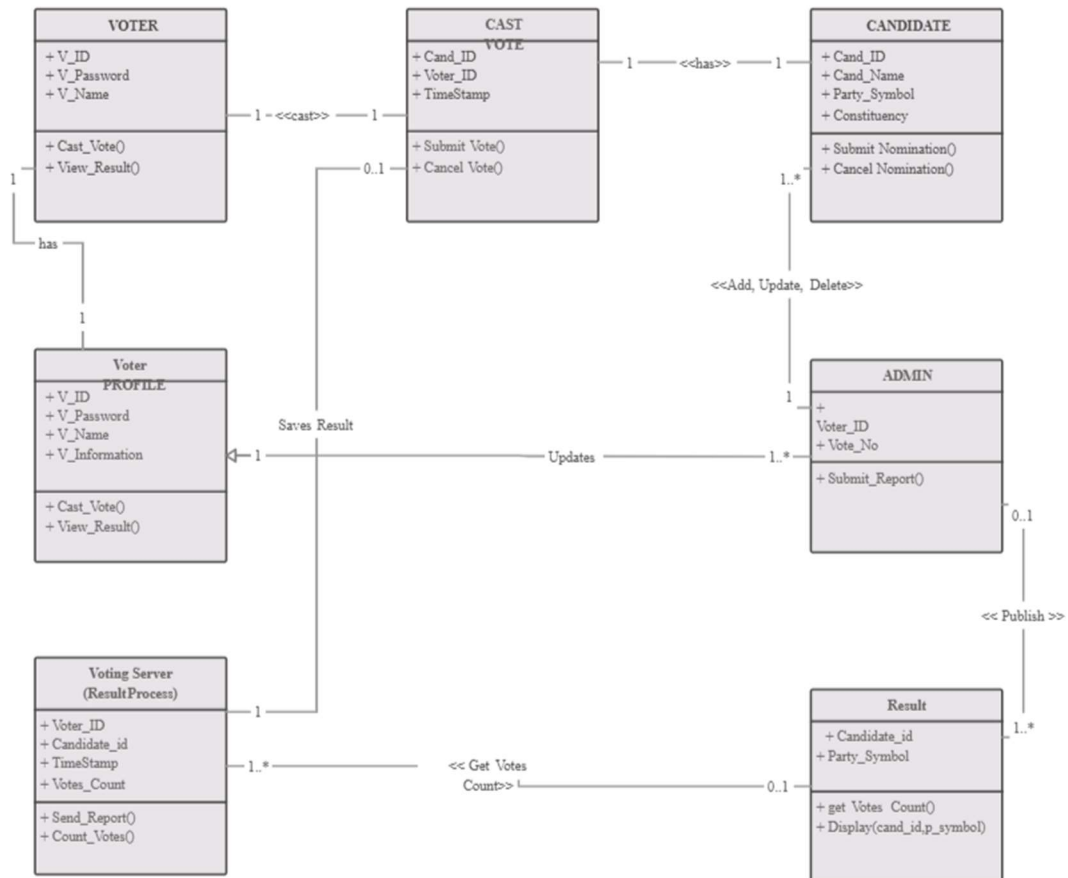 VOTER
+ V_ID
+ V_Password
+ V_Name
+ Cast_Vote()
+ View_Result()
CAST
VOTE
+ Cand_ID
+ Voter_ID
+ TimeStamp
+ Submit Vote()
+ Cancel Vote()
CANDIDATE
+ Cand_ID
+ Cand_Name
+ Party_Symbol
+ Constituency
+ Submit Nomination()
+ Cancel Nomination()
1 <<cast>> 1
1 <<has>> 1
1
has
1
0..1
Saves Result
1
1..*
<<Add, Update, Delete>>
1
Voter
PROFILE
+ V_ID
+ V_Password
+ V_Name
+ V_Information
+ Cast_Vote()
+ View_Result()
1 Updates 1..*
ADMIN
+
Voter_ID
+ Vote_No
+ Submit_Report()
0..1
<< Publish >>
1..*
Voting Server
(ResultProcess)
+ Voter_ID
+ Candidate_id
+ TimeStamp
+ Votes_Count
+ Send_Report()
+ Count_Votes()
1..*
<< Get Votes
Count>>
0..1
Result
+ Candidate_id
+ Party_Symbol
+ get Votes Count()
+ Display(cand_id,p_symbol)